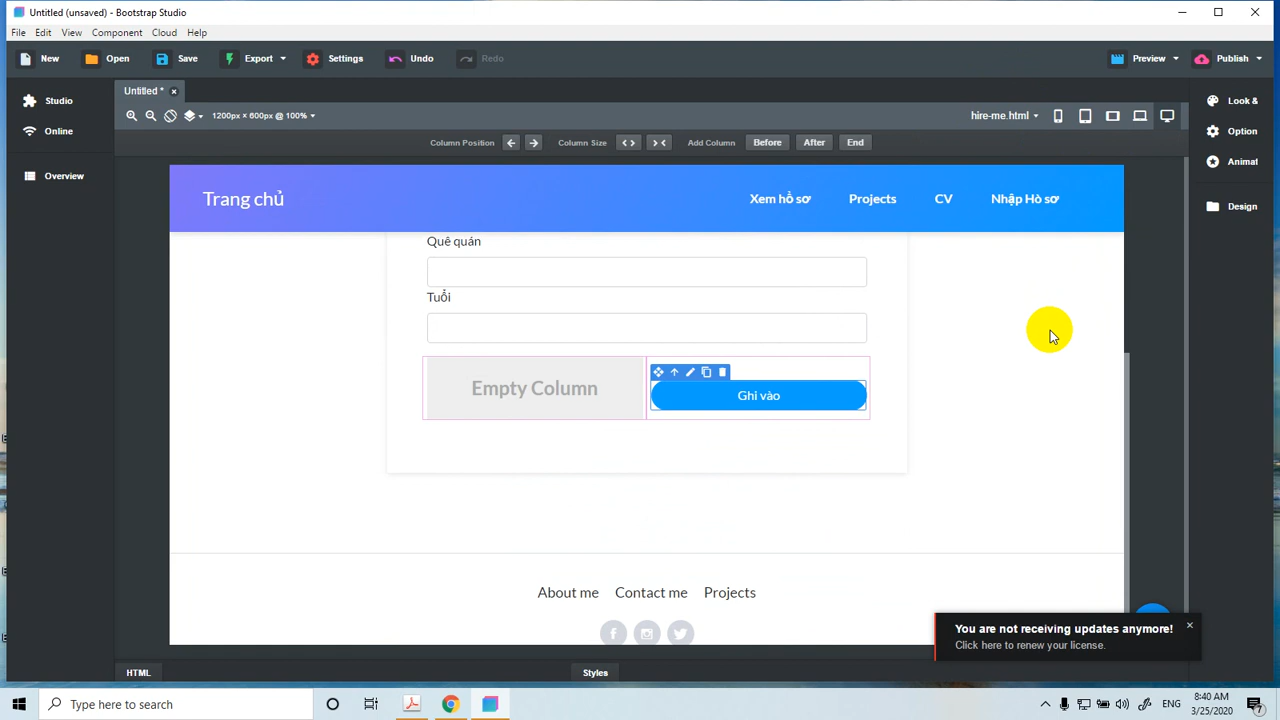 Untitled (unsaved) - Bootstrap Studio
File Edit View Component Cloud Help
New Open Save Export Settings Undo Redo Preview Publish
Untitled *
Studio
Online
Overview
1200px × 600px @ 100%
hire-me.html
Look &
Option
Animat
Design
Column Position Column Size Add Column Before After End
Trang chủ Xem hồ sơ Projects CV Nhập Hò sơ
Quê quán
Tuổi
Empty Column
Ghi vào
About me Contact me Projects
You are not receiving updates anymore!
Click here to renew your license.
HTML Styles
Type here to search
ENG
8:40 AM
3/25/2020
7